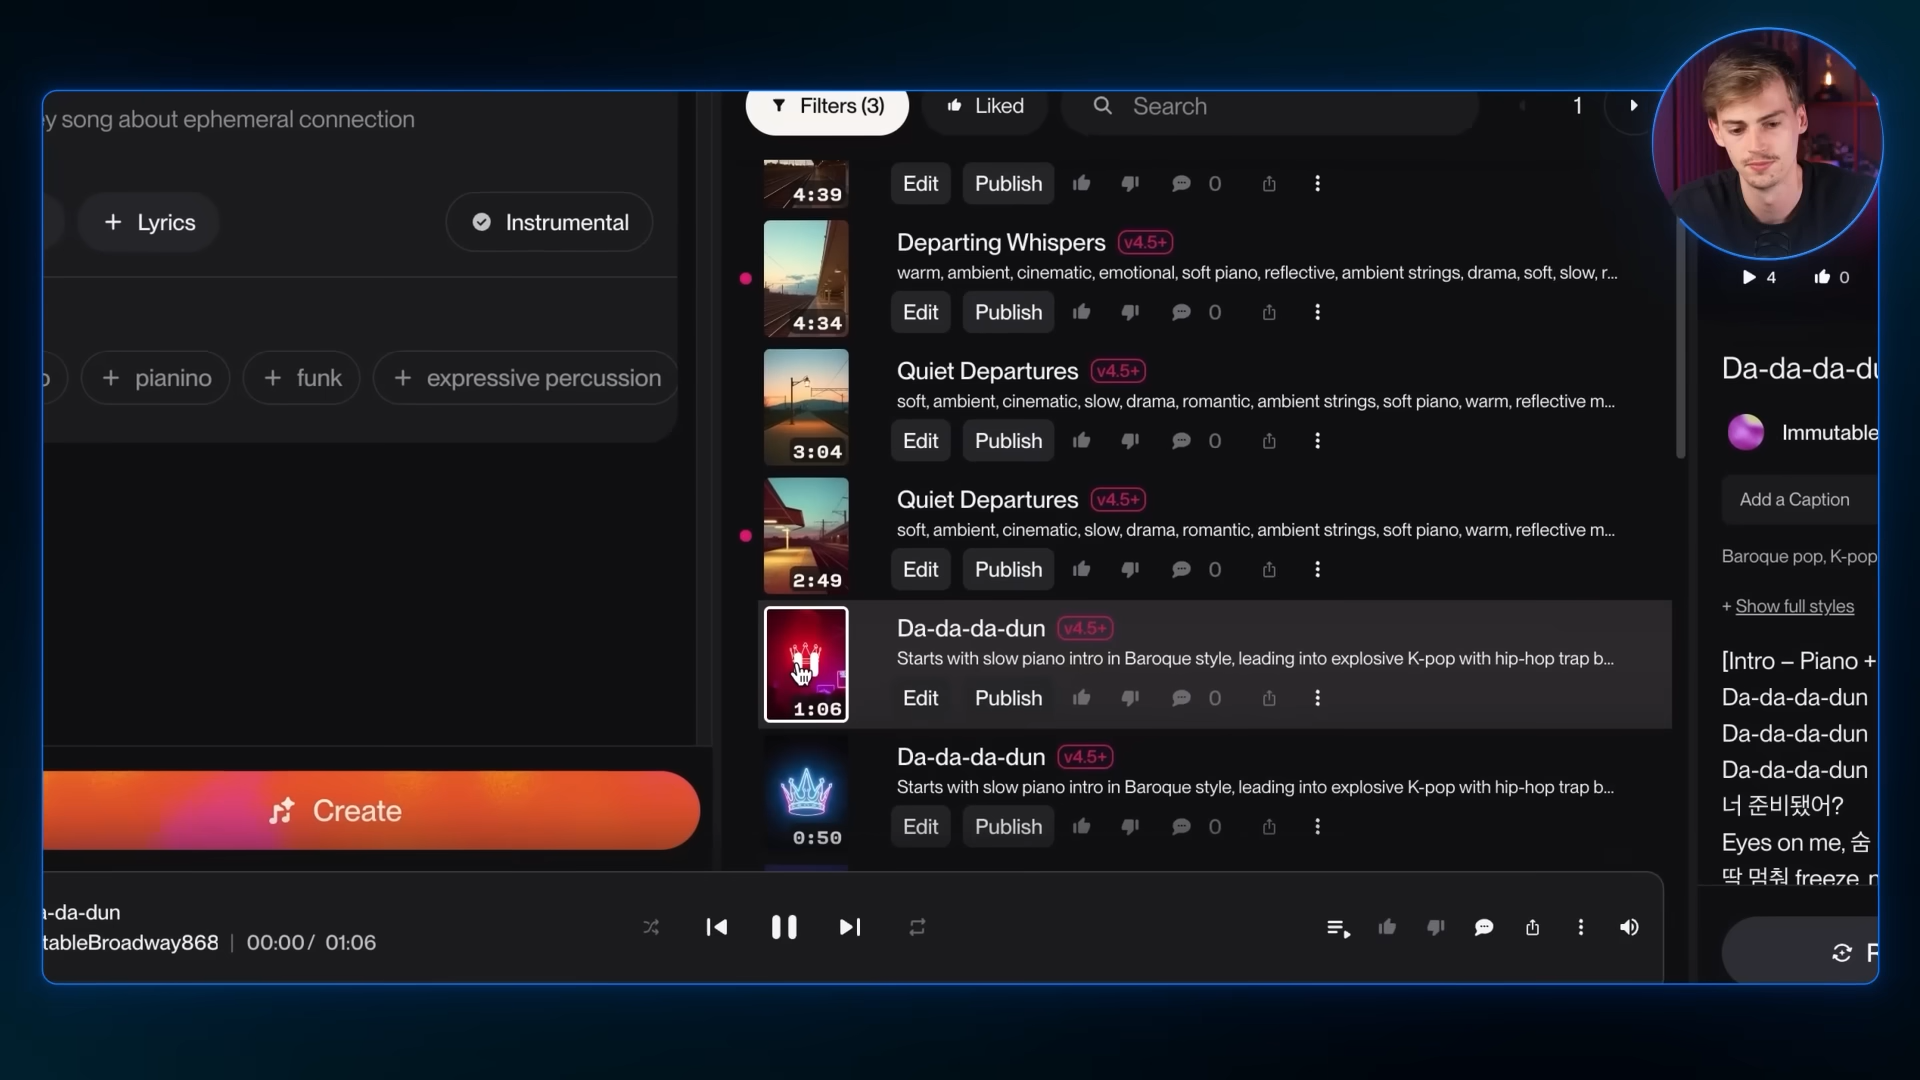 ey song about ephemeral connection
+ Lyrics
Instrumental
+ pianino
+ funk
+ expressive percussion
Create
Filters (3)
Liked
Search
1
4:39
Edit
Publish
0
Departing Whispers v4.5+
warm, ambient, cinematic, emotional, soft piano, reflective, ambient strings, drama, soft, slow, r...
4:34
Edit
Publish
0
Quiet Departures v4.5+
soft, ambient, cinematic, slow, drama, romantic, ambient strings, soft piano, warm, reflective m...
3:04
Edit
Publish
0
Quiet Departures v4.5+
soft, ambient, cinematic, slow, drama, romantic, ambient strings, soft piano, warm, reflective m...
2:49
Edit
Publish
0
Da-da-da-dun v4.5+
Starts with slow piano intro in Baroque style, leading into explosive K-pop with hip-hop trap b...
1:06
Edit
Publish
0
Da-da-da-dun v4.5+
Starts with slow piano intro in Baroque style, leading into explosive K-pop with hip-hop trap b...
0:50
Edit
Publish
0
4
0
Da-da-da-du
Immutable
Add a Caption
Baroque pop, K-pop
+ Show full styles
[Intro – Piano +
Da-da-da-dun
Da-da-da-dun
Da-da-da-dun
너 준비됐어?
Eyes on me, 숨
딱 멈춰 freeze
a-da-dun
tableBroadway868 | 00:00 / 01:06